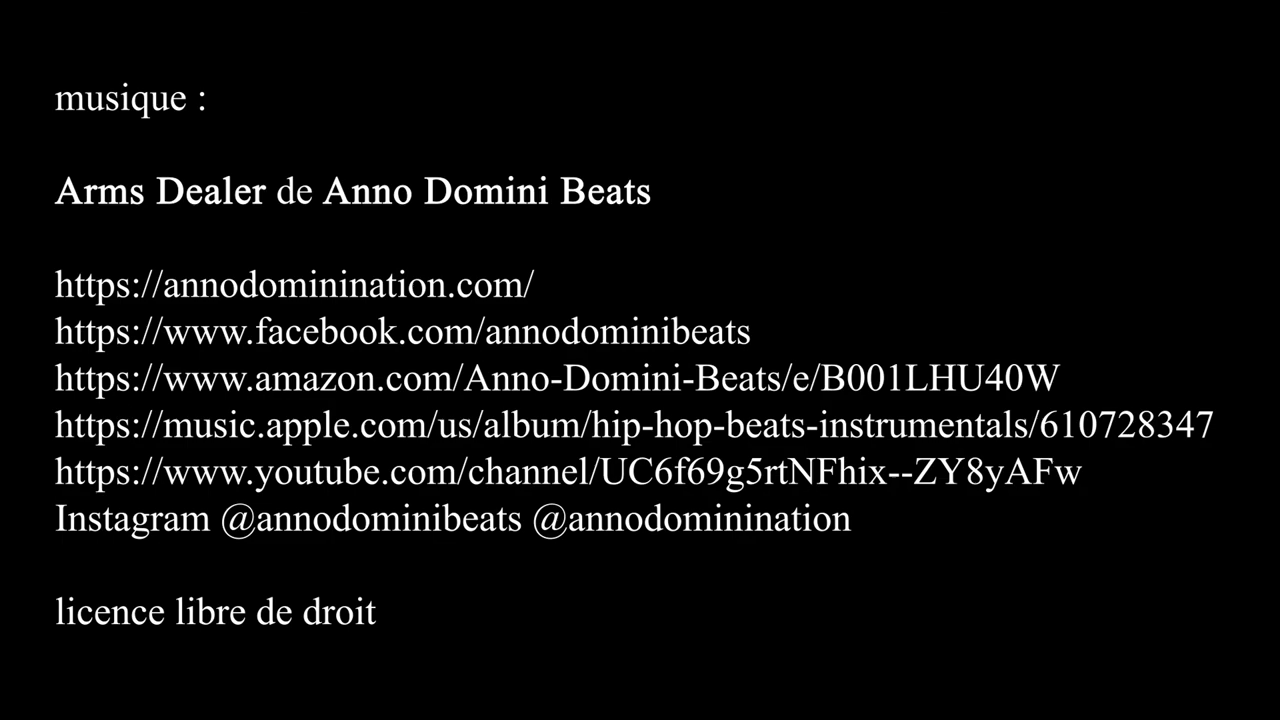 musique :
Arms Dealer de Anno Domini Beats
https://annodominination.com/
https://www.facebook.com/annodominibeats
https://www.amazon.com/Anno-Domini-Beats/e/B001LHU40W
https://music.apple.com/us/album/hip-hop-beats-instrumentals/610728347
https://www.youtube.com/channel/UC6f69g5rtNFhix--ZY8yAFw
Instagram @annodominibeats @annodominination
licence libre de droit